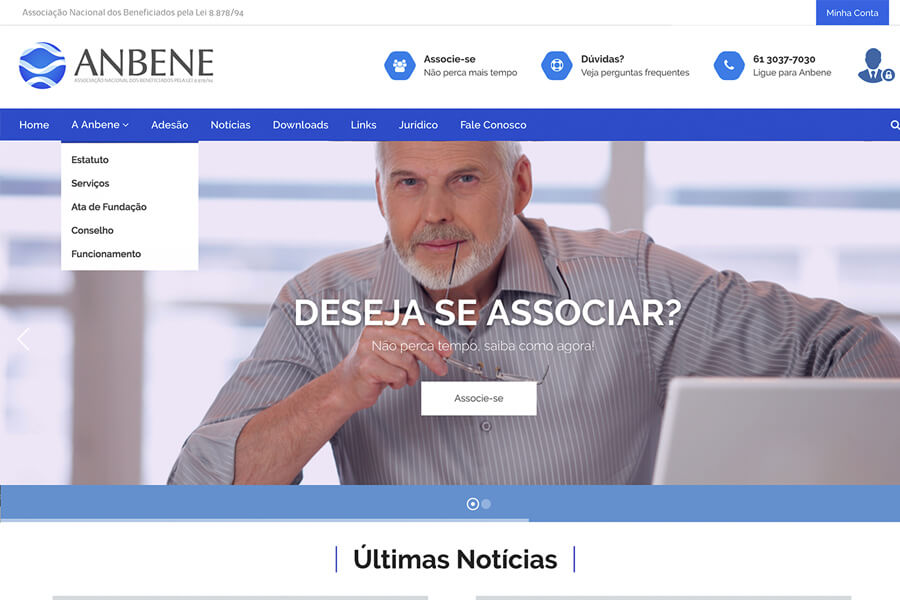 Associação Nacional dos Beneficiados pela Lei 8.878/94
Minha Conta
ANBENE
ASSOCIAÇÃO NACIONAL DOS BENEFICIADOS PELA LEI 8.878/94
Associe-se
Não perca mais tempo
Dúvidas?
Veja perguntas frequentes
61 3037-7030
Ligue para Anbene
Home
A Anbene
Adesão
Notícias
Downloads
Links
Jurídico
Fale Conosco
Estatuto
Serviços
Ata de Fundação
Conselho
Funcionamento
DESEJA SE ASSOCIAR?
Não perca tempo, saiba como agora!
Associe-se
Últimas Notícias